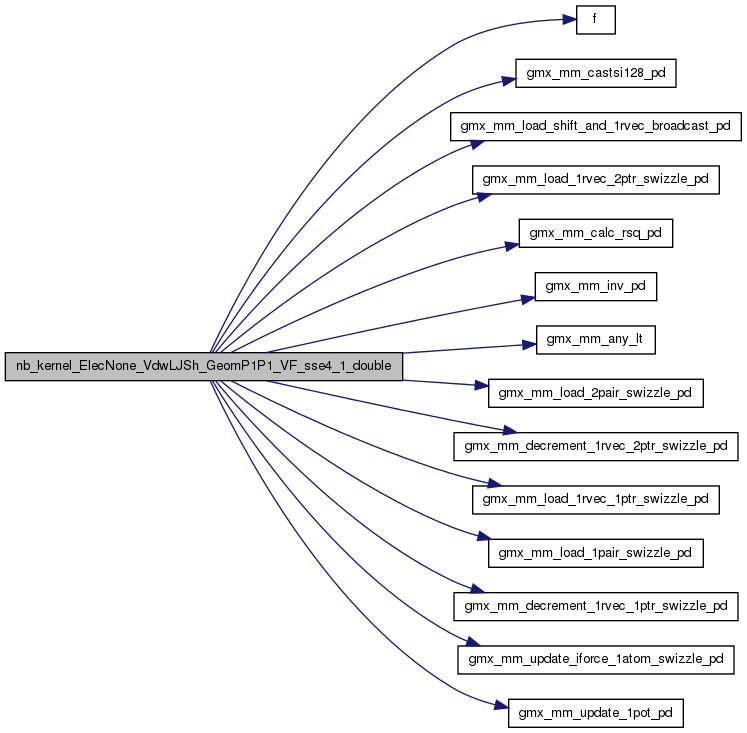 f
gmx_mm_castsi128_pd
gmx_mm_load_shift_and_1rvec_broadcast_pd
gmx_mm_load_1rvec_2ptr_swizzle_pd
gmx_mm_calc_rsq_pd
gmx_mm_inv_pd
gmx_mm_any_lt
nb_kernel_ElecNone_VdwLJSh_GeomP1P1_VF_sse4_1_double
gmx_mm_load_2pair_swizzle_pd
gmx_mm_decrement_1rvec_2ptr_swizzle_pd
gmx_mm_load_1rvec_1ptr_swizzle_pd
gmx_mm_load_1pair_swizzle_pd
gmx_mm_decrement_1rvec_1ptr_swizzle_pd
gmx_mm_update_iforce_1atom_swizzle_pd
gmx_mm_update_1pot_pd